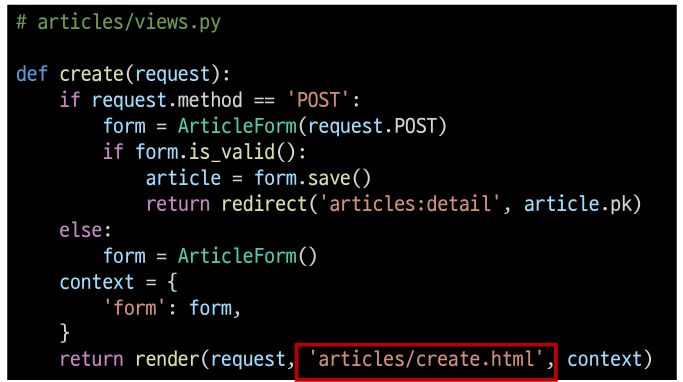 # articles/views.py
def create(request):
    if request.method == 'POST':
        form = ArticleForm(request.POST)
        if form.is_valid():
            article = form.save()
            return redirect('articles:detail', article.pk)
    else:
        form = ArticleForm()
    context = {
        'form': form,
    }
    return render(request, 'articles/create.html', context)